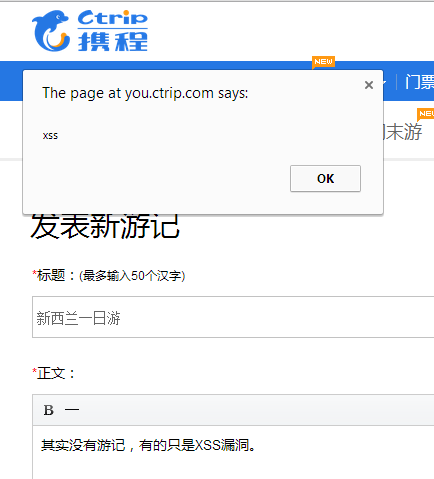 Ctrip
携程
NEW
The page at you.ctrip.com says:
×
门票
NEW
xss
末游
OK
发表新游记
*标题：(最多输入50个汉字)
新西兰一日游
*正文：
B —
其实没有游记，有的只是XSS漏洞。